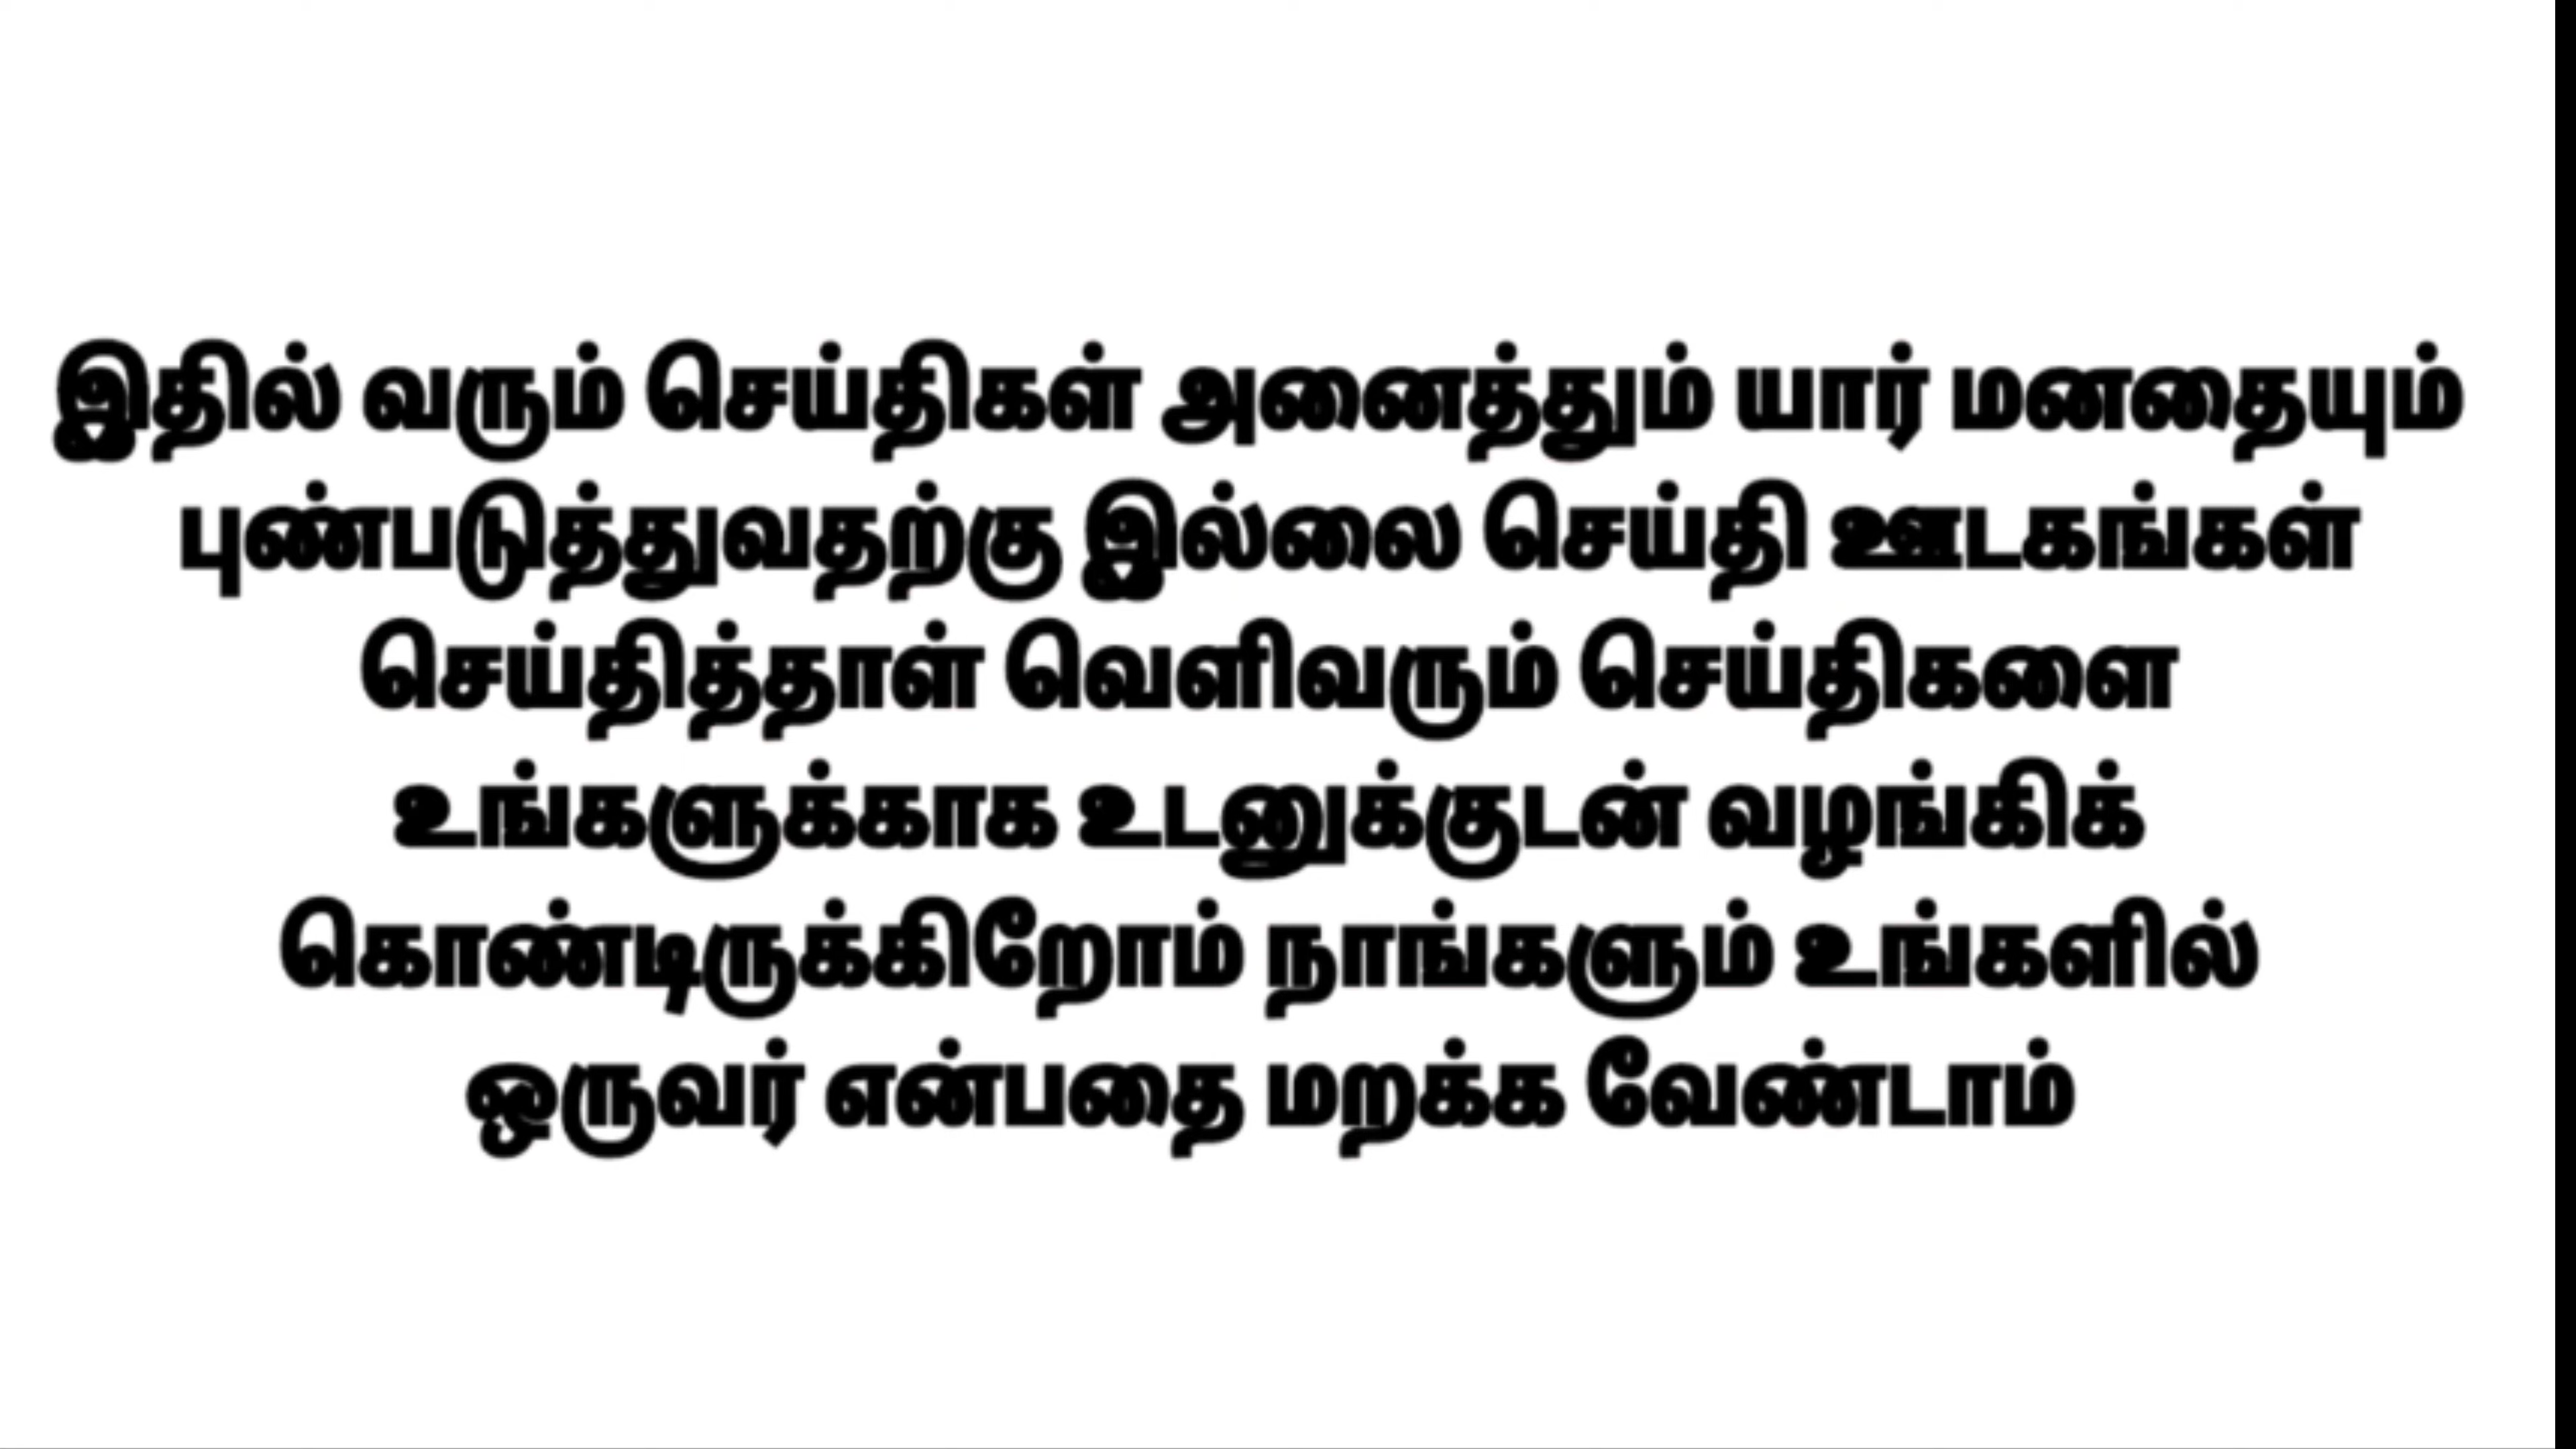 இதில் வரும் செய்திகள் அனைத்தும் யார் மனதையும்
புண்படுத்துவதற்கு இல்லை செய்தி ஊடகங்கள்
செய்தித்தாள் வெளிவரும் செய்திகளை
உங்களுக்காக உடனுக்குடன் வழங்கிக்
கொண்டிருக்கிறோம் நாங்களும் உங்களில்
ஒருவர் என்பதை மறக்க வேண்டாம்